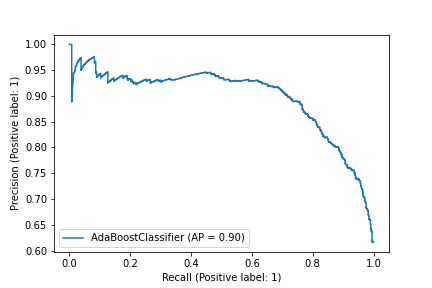 Precision (Positive label: 1)
1.00
0.95
0.90
0.85
0.80
0.75
0.70
0.65
0.60
AdaBoostClassifier (AP = 0.90)
0.0 0.2 0.4 0.6 0.8 1.0
Recall (Positive label: 1)